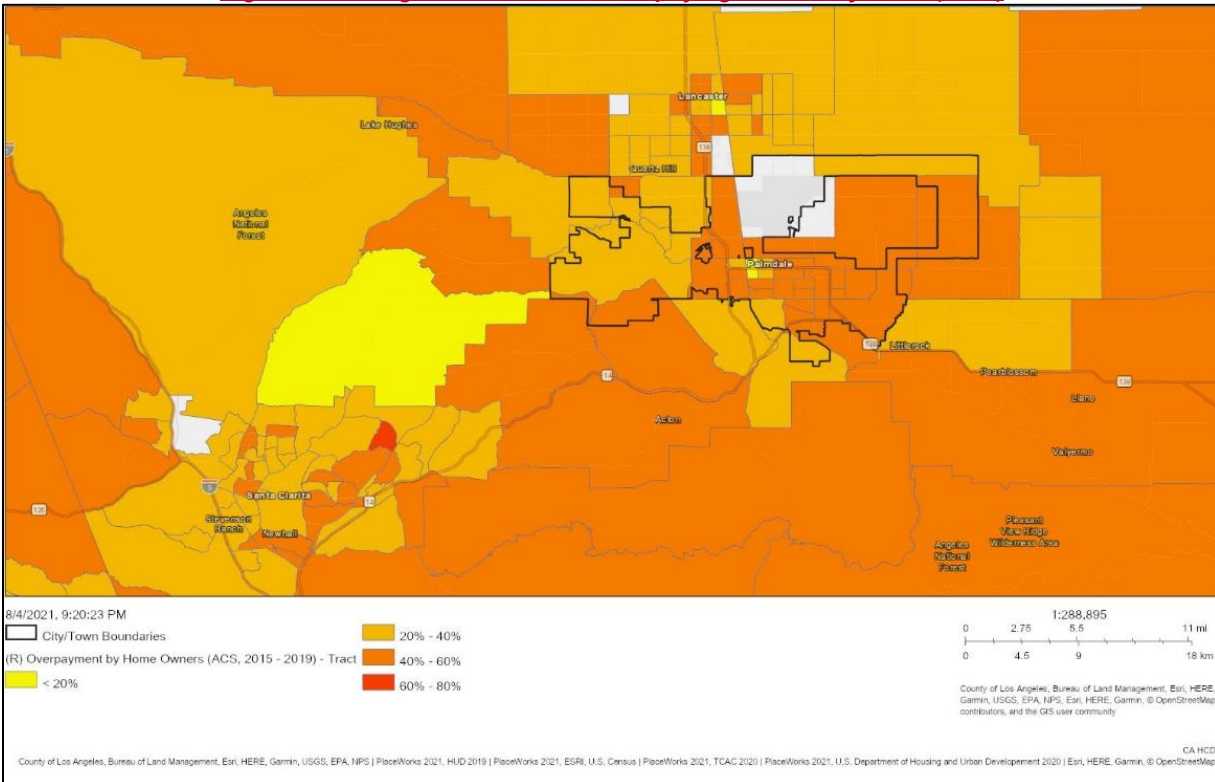 Lancaster
Lake Hughes
138
Quartz Hill
Angeles
National
Forest
Palmdale
138
Littlerock
Pearblossom
138
14
Llano
Acton
Valyermo
Santa Clarita
14
5
126
Stevenson
Ranch
Newhall
Pleasant
View Ridge
Wilderness Area
Angeles
National
Forest
8/4/2021, 9:20:23 PM
City/Town Boundaries
(R) Overpayment by Home Owners (ACS, 2015 - 2019) - Tract
< 20%
20% - 40%
40% - 60%
60% - 80%
1:288,895
0 2.75 5.5 11 mi
0 4.5 9 18 km
County of Los Angeles, Bureau of Land Management, Esri, HERE,
Garmin, USGS, EPA, NPS, Esri, HERE, Garmin, © OpenStreetMap
contributors, and the GIS user community
CA HCD
County of Los Angeles, Bureau of Land Management, Esri, HERE, Garmin, USGS, EPA, NPS | PlaceWorks 2021, HUD 2019 | PlaceWorks 2021, ESRI, U.S. Census | PlaceWorks 2021, TCAC 2020 | PlaceWorks 2021, U.S. Department of Housing and Urban Developement 2020 | Esri, HERE, Garmin, © OpenStreetMap